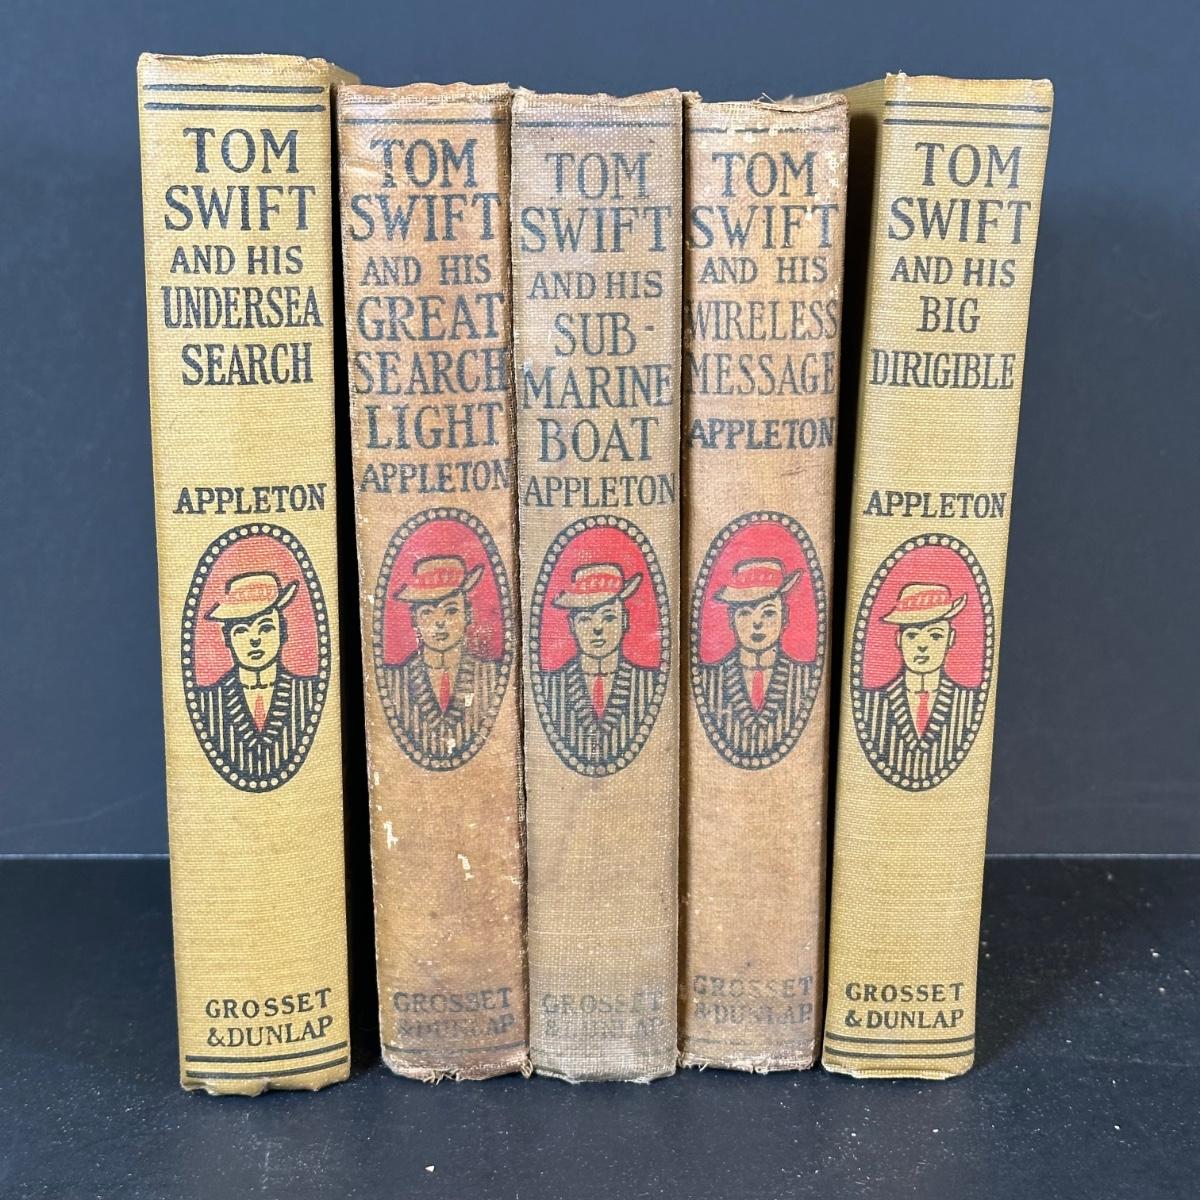 TOM
SWIFT
AND HIS
UNDERSEA
SEARCH
APPLETON
GROSSET
& DUNLAP
TOM
SWIFT
AND HIS
GREAT
SEARCH
LIGHT
APPLETON
GROSSET
& DUNLAP
TOM
SWIFT
AND HIS
SUB-
MARINE
BOAT
APPLETON
GROSSET
& DUNLAP
TOM
SWIFT
AND HIS
WIRELESS
MESSAGE
APPLETON
GROSSET
& DUNLAP
TOM
SWIFT
AND HIS
BIG
DIRIGIBLE
APPLETON
GROSSET
& DUNLAP